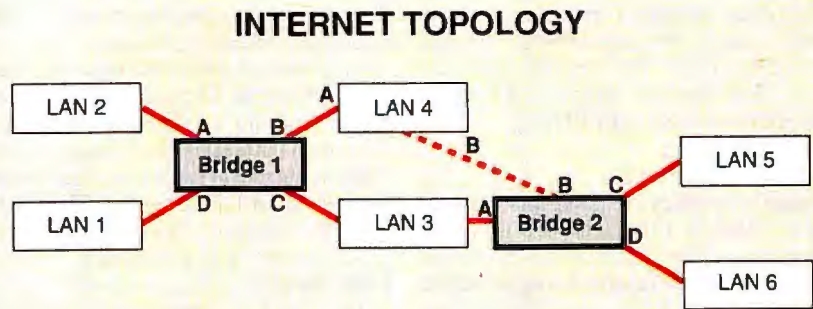 INTERNET TOPOLOGY
LAN 2
A
B
A
LAN 4
Bridge 1
B
LAN 1
D
C
LAN 3
A
B
C
Bridge 2
D
LAN 5
LAN 6